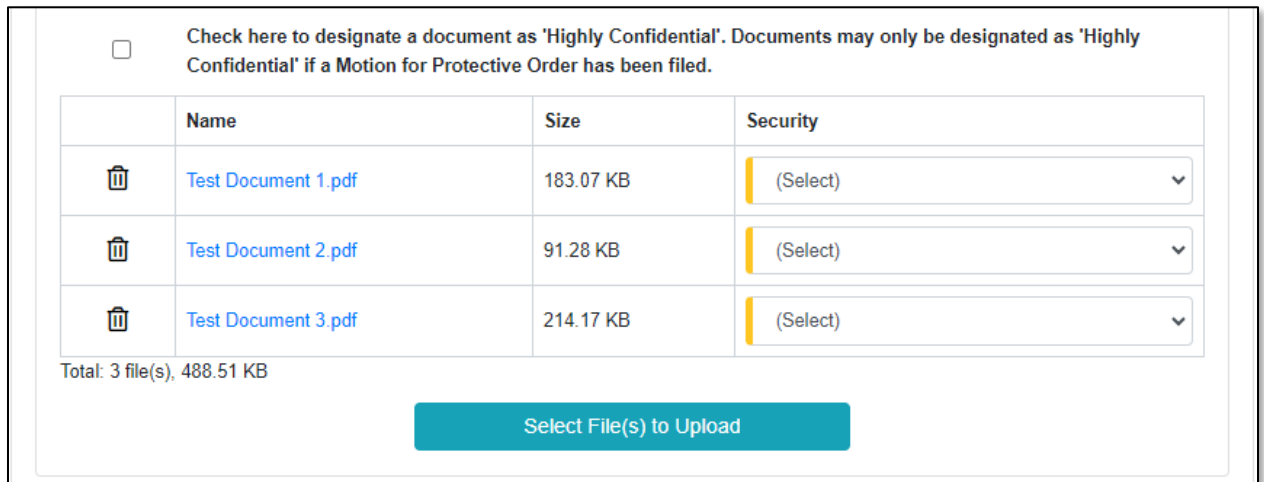 Check here to designate a document as 'Highly Confidential'. Documents may only be designated as 'Highly
Confidential' if a Motion for Protective Order has been filed.
Name Size Security
Test Document 1.pdf 183.07 KB (Select)
Test Document 2.pdf 91.28 KB (Select)
Test Document 3.pdf 214.17 KB (Select)
Total: 3 file(s), 488.51 KB
Select File(s) to Upload